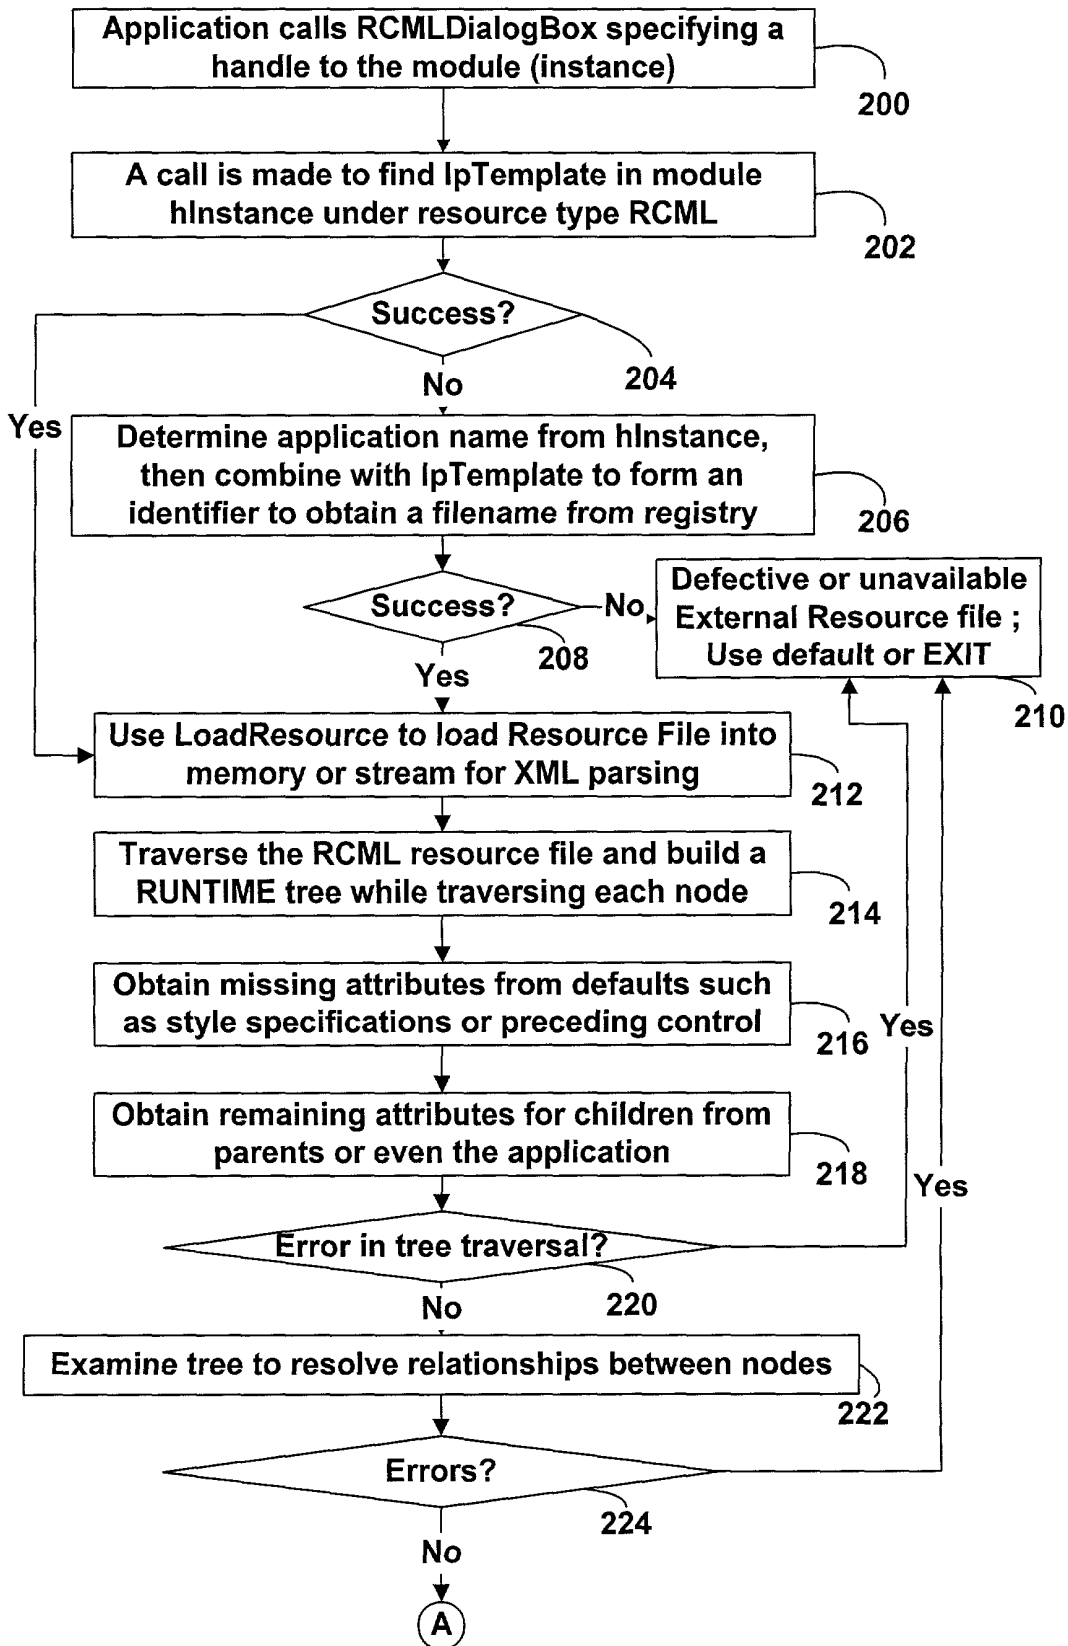 Application calls RCMLDialogBox specifying a
handle to the module (instance)
200
A call is made to find lpTemplate in module
hInstance under resource type RCML
202
Success?
204
No
Yes
Determine application name from hInstance,
then combine with lpTemplate to form an
identifier to obtain a filename from registry
206
Success?
208
No
Defective or unavailable
External Resource file ;
Use default or EXIT
210
Yes
Use LoadResource to load Resource File into
memory or stream for XML parsing
212
Traverse the RCML resource file and build a
RUNTIME tree while traversing each node
214
Obtain missing attributes from defaults such
as style specifications or preceding control
216
Yes
Obtain remaining attributes for children from
parents or even the application
218
Yes
Error in tree traversal?
220
No
Examine tree to resolve relationships between nodes
222
Errors?
224
No
A